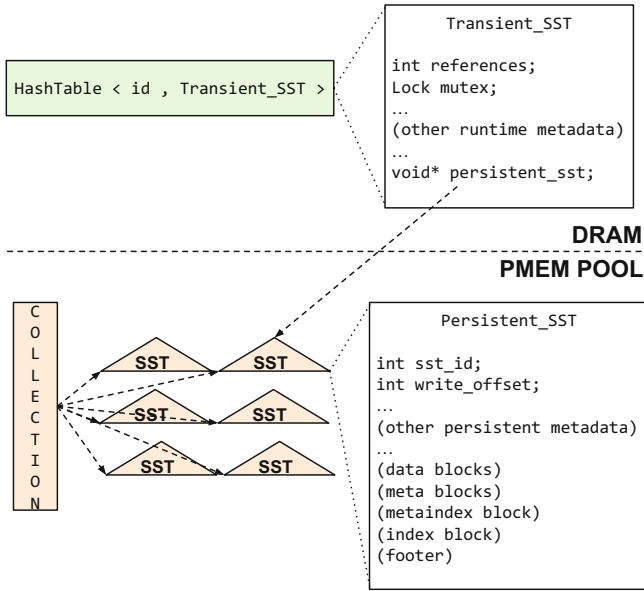 Transient_SST
int references;
Lock mutex;
…
(other runtime metadata)
…
void* persistent_sst;
HashTable < id , Transient_SST >
DRAM
PMEM POOL
COLLECTION
SST
SST
SST
SST
SST
SST
Persistent_SST
int sst_id;
int write_offset;
…
(other persistent metadata)
…
(data blocks)
(meta blocks)
(metaindex block)
(index block)
(footer)